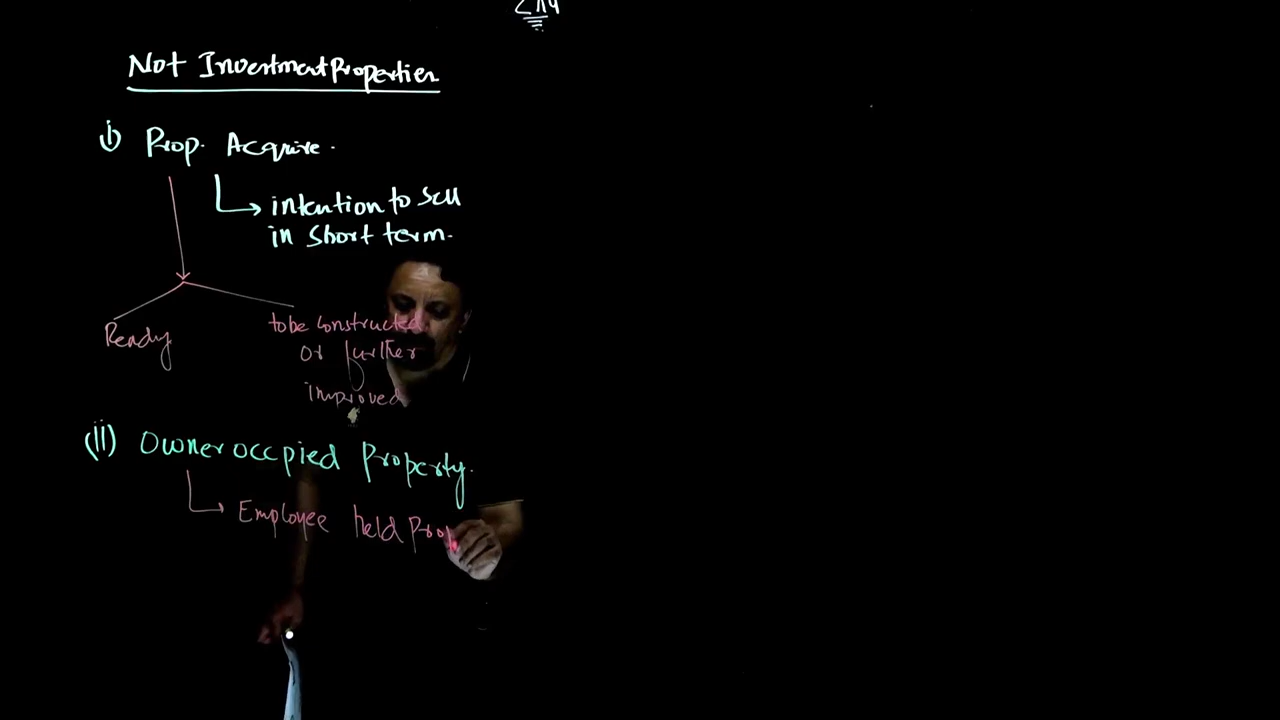 Not Investment Properties
i) Prop. Acquire.
intention to sell
in short term.
Ready
to be constructed
or further
improved
(ii) Owner occpied Property.
Employee held Prop